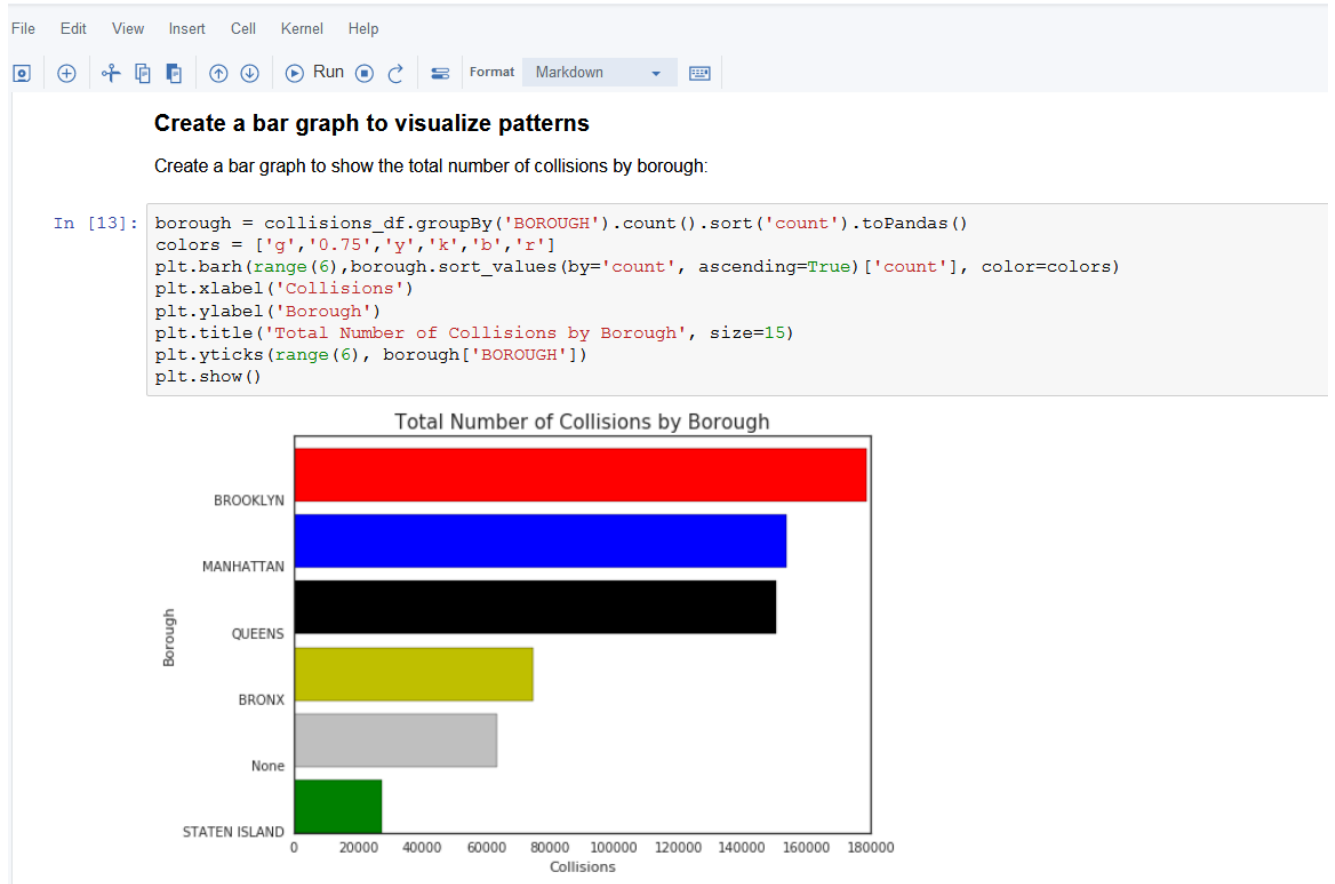 File Edit View Insert Cell Kernel Help
Run Format Markdown
Create a bar graph to visualize patterns
Create a bar graph to show the total number of collisions by borough:
In [13]: borough = collisions_df.groupBy('BOROUGH').count().sort('count').toPandas()
colors = ['g','0.75','y','k','b','r']
plt.barh(range(6),borough.sort_values(by='count', ascending=True)['count'], color=colors)
plt.xlabel('Collisions')
plt.ylabel('Borough')
plt.title('Total Number of Collisions by Borough', size=15)
plt.yticks(range(6), borough['BOROUGH'])
plt.show()
Total Number of Collisions by Borough
BROOKLYN
MANHATTAN
QUEENS
Borough
BRONX
None
STATEN ISLAND
0 20000 40000 60000 80000 100000 120000 140000 160000 180000
Collisions